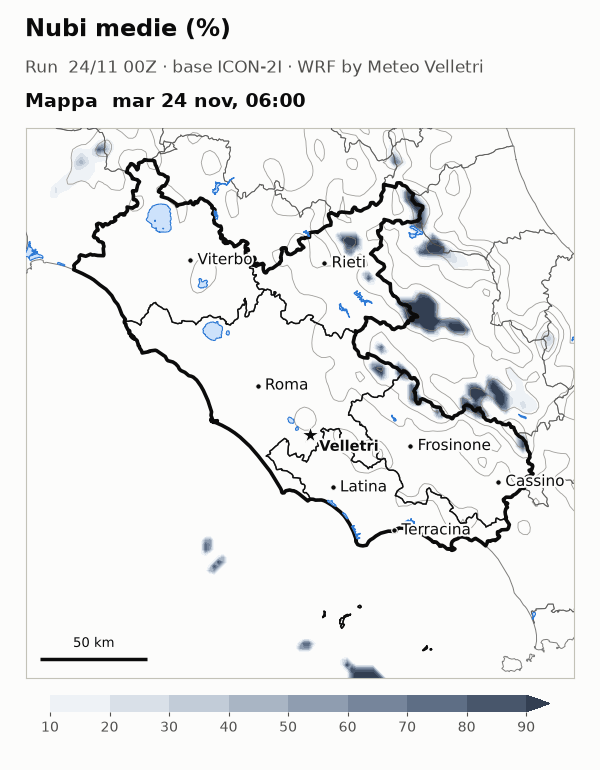 Nubi medie (%)
Run  24/11 00Z · base ICON-2I · WRF by Meteo Velletri
Mappa  mar 24 nov, 06:00
Viterbo
Rieti
Roma
Velletri
Frosinone
Latina
Cassino
Terracina
50 km
10 20 30 40 50 60 70 80 90